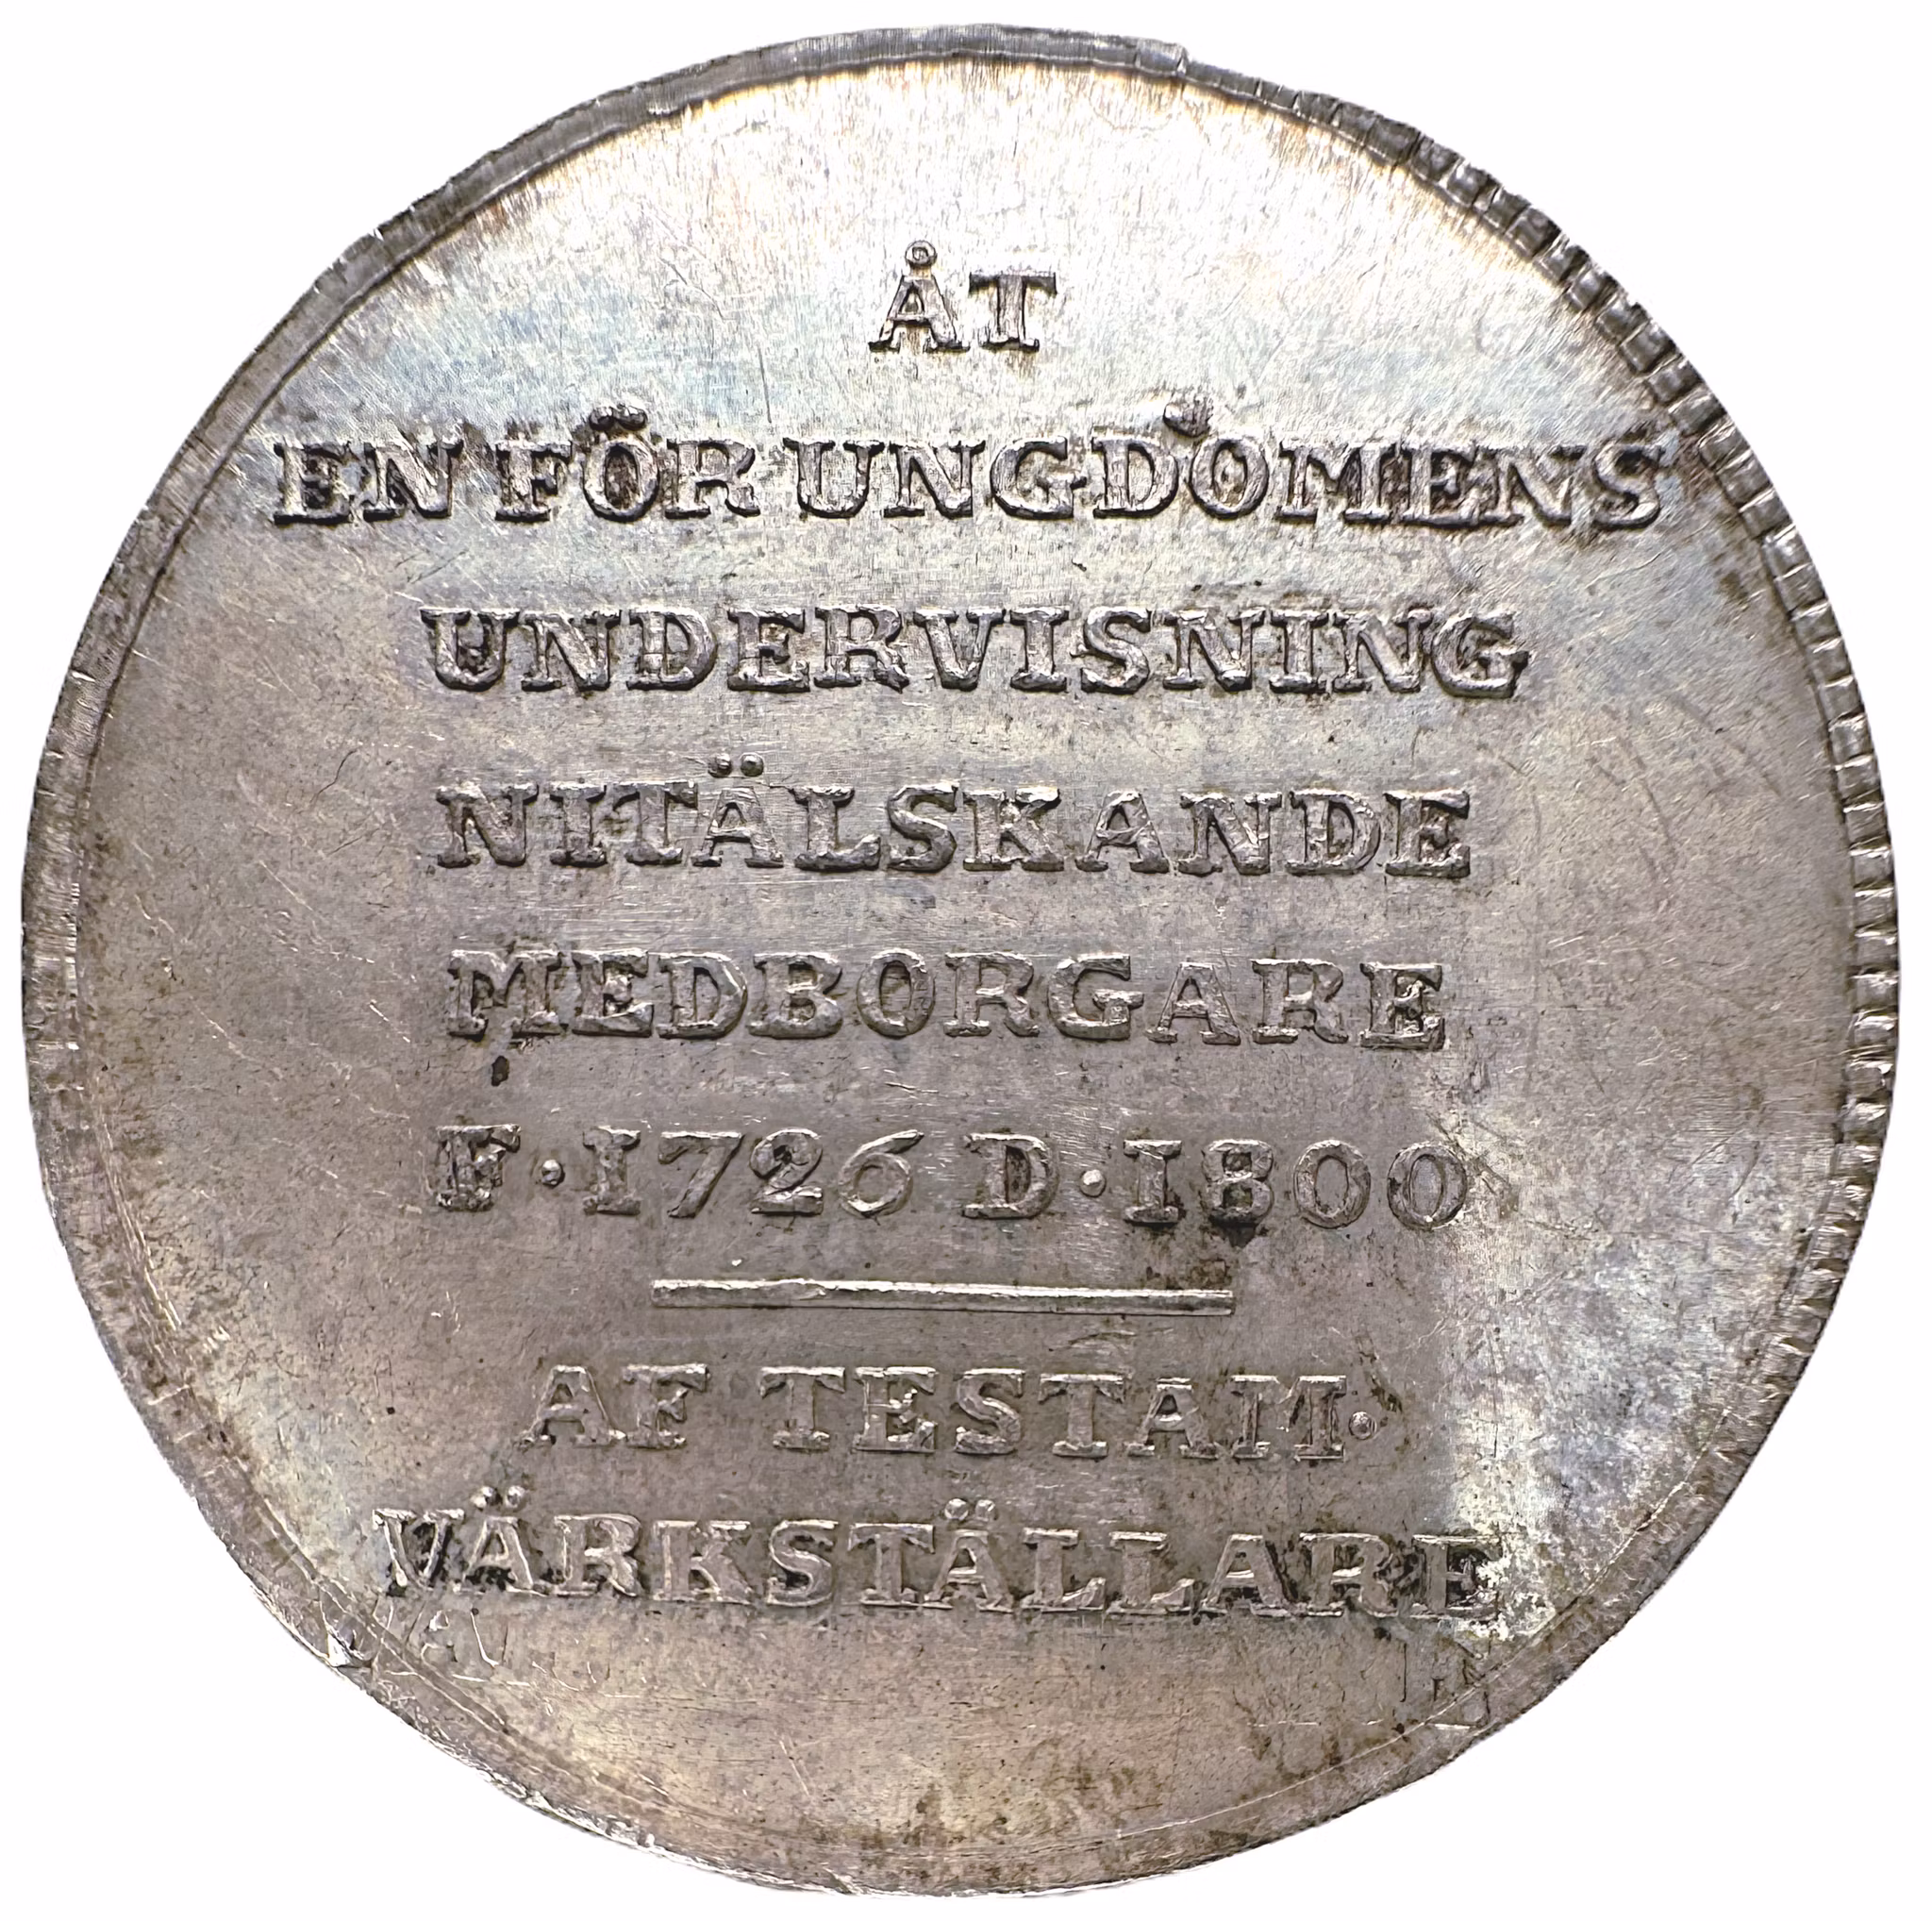 ÅT
EN FÖR UNGDOMENS
UNDERVISNING
NITÄLSKANDE
MEDBORGARE
F·1726 D·1800
AF TESTAM·
VÄRKSTÄLLARE